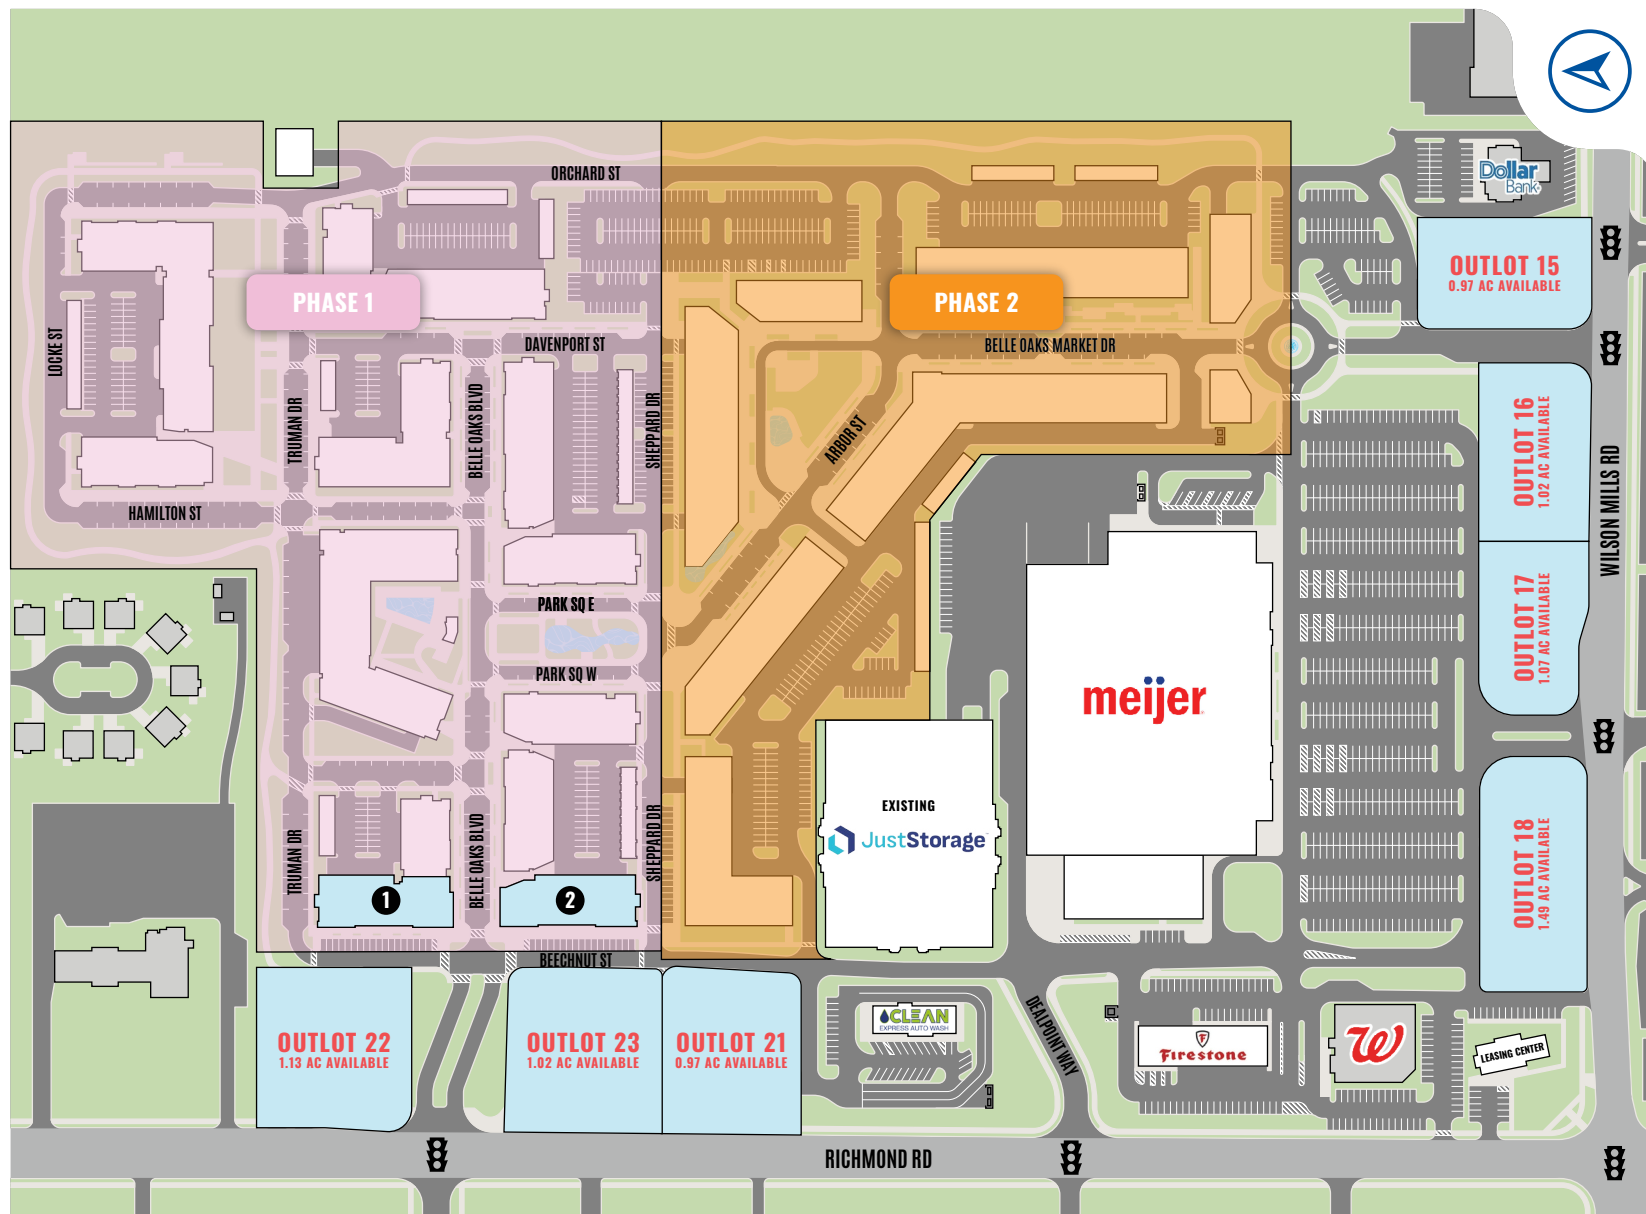 Dollar
Bank
ORCHARD ST
OUTLOT 15
0.97 AC AVAILABLE
PHASE 1
PHASE 2
LOCKE ST
DAVENPORT ST
BELLE OAKS MARKET DR
TRUMAN DR
BELLE OAKS BLVD
SHEPPARD DR
ARBOR ST
OUTLOT 16
1.02 AC AVAILABLE
WILSON MILLS RD
HAMILTON ST
PARK SQ E
OUTLOT 17
1.07 AC AVAILABLE
PARK SQ W
meijer
EXISTING
JustStorage
TRUMAN DR
BELLE OAKS BLVD
SHEPPARD DR
OUTLOT 18
1.49 AC AVAILABLE
1
2
BEECHNUT ST
OUTLOT 22
1.13 AC AVAILABLE
OUTLOT 23
1.02 AC AVAILABLE
OUTLOT 21
0.97 AC AVAILABLE
CLEAN
EXPRESS AUTO WASH
DEALPOINT WAY
F
Firestone
W
LEASING CENTER
RICHMOND RD